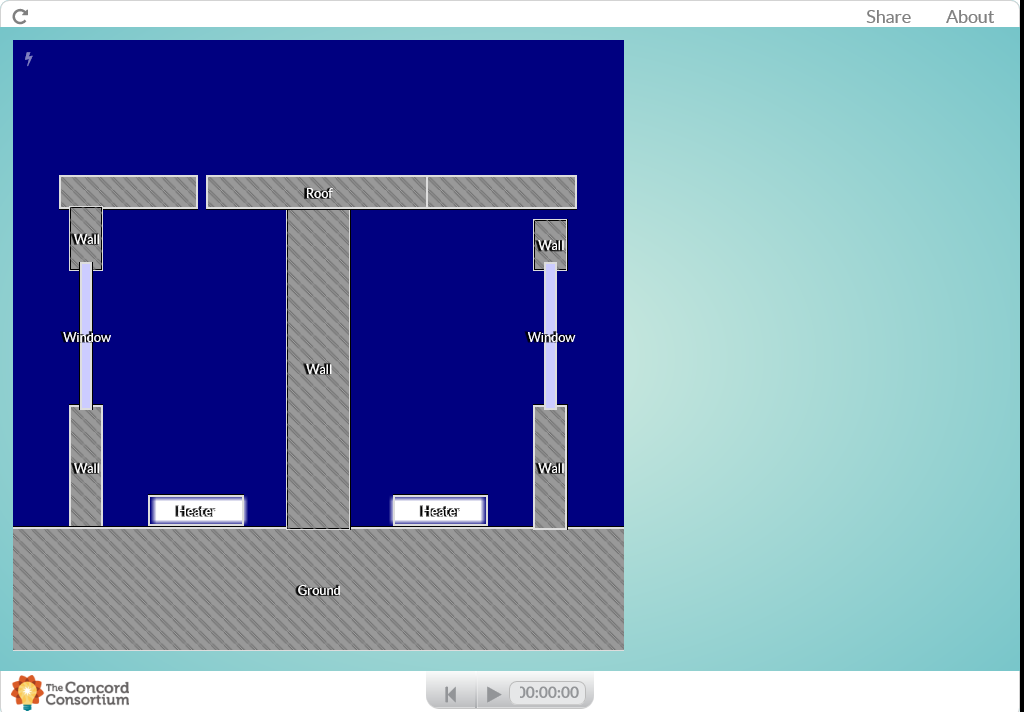 Share About
Roof
Wall
Wall
Window
Window
Wall
Wall
Wall
Heater
Heater
Ground
The Concord
Consortium
00:00:00